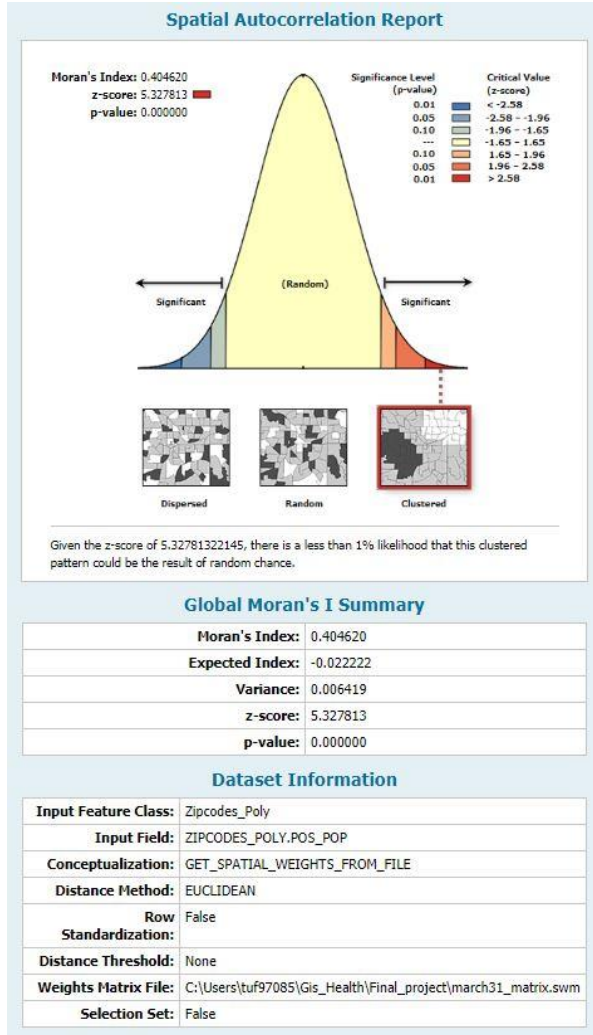 Spatial Autocorrelation Report
Moran's Index: 0.404620
z-score: 5.327813
p-value: 0.000000
Significance Level
(p-value)
Critical Value
(z-score)
0.01 < -2.58
0.05 -2.58 - -1.96
0.10 -1.96 - -1.65
--- -1.65 - 1.65
0.10 1.65 - 1.96
0.05 1.96 - 2.58
0.01 > 2.58
(Random)
Significant
Significant
Dispersed
Random
Clustered
Given the z-score of 5.32781322145, there is a less than 1% likelihood that this clustered
pattern could be the result of random chance.
Global Moran's I Summary
Moran's Index: 0.404620
Expected Index: -0.022222
Variance: 0.006419
z-score: 5.327813
p-value: 0.000000
Dataset Information
Input Feature Class: Zipcodes_Poly
Input Field: ZIPCODES_POLY.POS_POP
Conceptualization: GET_SPATIAL_WEIGHTS_FROM_FILE
Distance Method: EUCLIDEAN
Row False
Standardization:
Distance Threshold: None
Weights Matrix File: C:\Users\tuf97085\Gis_Health\Final_project\march31_matrix.swm
Selection Set: False